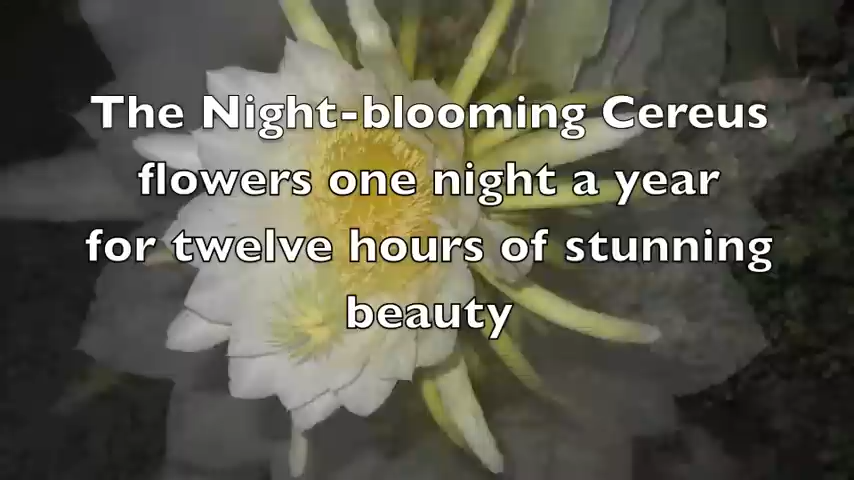 The Night-blooming Cereus
flowers one night a year
for twelve hours of stunning
beauty